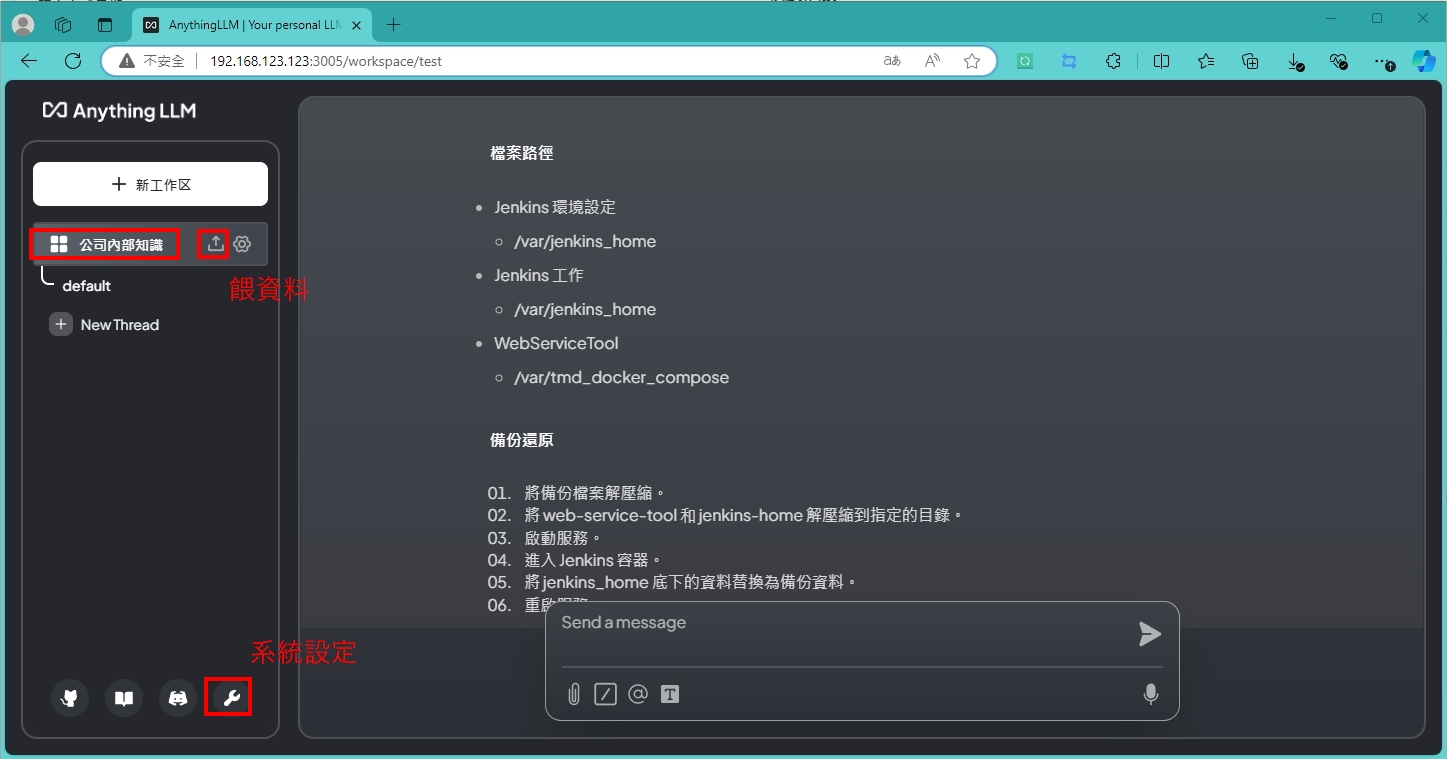 AnythingLLM | Your personal LLM
不安全
192.168.123.123:3005/workspace/test
Anything LLM
+ 新工作区
公司內部知識
餵資料
default
New Thread
系統設定
檔案路徑
Jenkins 環境設定
/var/jenkins_home
Jenkins 工作
/var/jenkins_home
WebServiceTool
/var/tmd_docker_compose
備份還原
01. 將備份檔案解壓縮。
02. 將 web-service-tool 和 jenkins-home 解壓縮到指定的目錄。
03. 啟動服務。
04. 進入 Jenkins 容器。
05. 將 jenkins_home 底下的資料替換為備份資料。
06. 重啟
Send a message